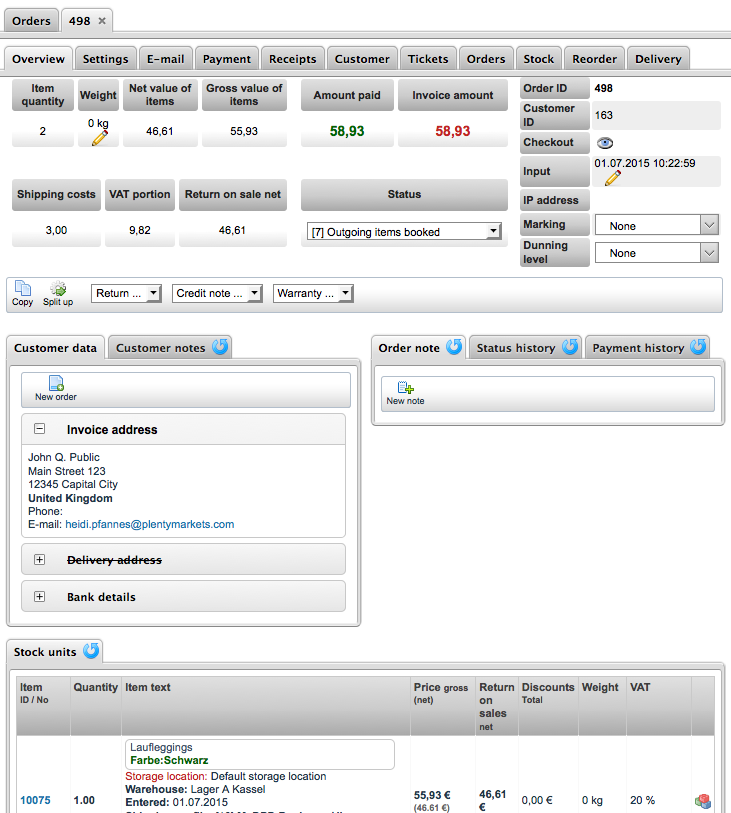 Orders 498
Overview Settings E-mail Payment Receipts Customer Tickets Orders Stock Reorder Delivery
Item quantity Weight Net value of items Gross value of items Amount paid Invoice amount
2 0 kg 46,61 55,93 58,93 58,93
Order ID 498
Customer ID 163
Checkout
Input 01.07.2015 10:22:59
IP address
Marking None
Dunning level None
Shipping costs VAT portion Return on sale net Status
3,00 9,82 46,61 [7] Outgoing items booked
Copy Split up Return ... Credit note ... Warranty ...
Customer data Customer notes
New order
Invoice address
John Q. Public
Main Street 123
12345 Capital City
United Kingdom
Phone:
E-mail: heidi.pfannes@plentymarkets.com
Delivery address
Bank details
Order note Status history Payment history
New note
Stock units
Item ID / No Quantity Item text Price gross (net) Return on sales net Discounts Total Weight VAT
Laufleggings
Farbe:Schwarz
Storage location: Default storage location
Warehouse: Lager A Kassel
Entered: 01.07.2015
10075 1.00 55,93 € (46.61 €) 46,61 € 0,00 € 0 kg 20 %